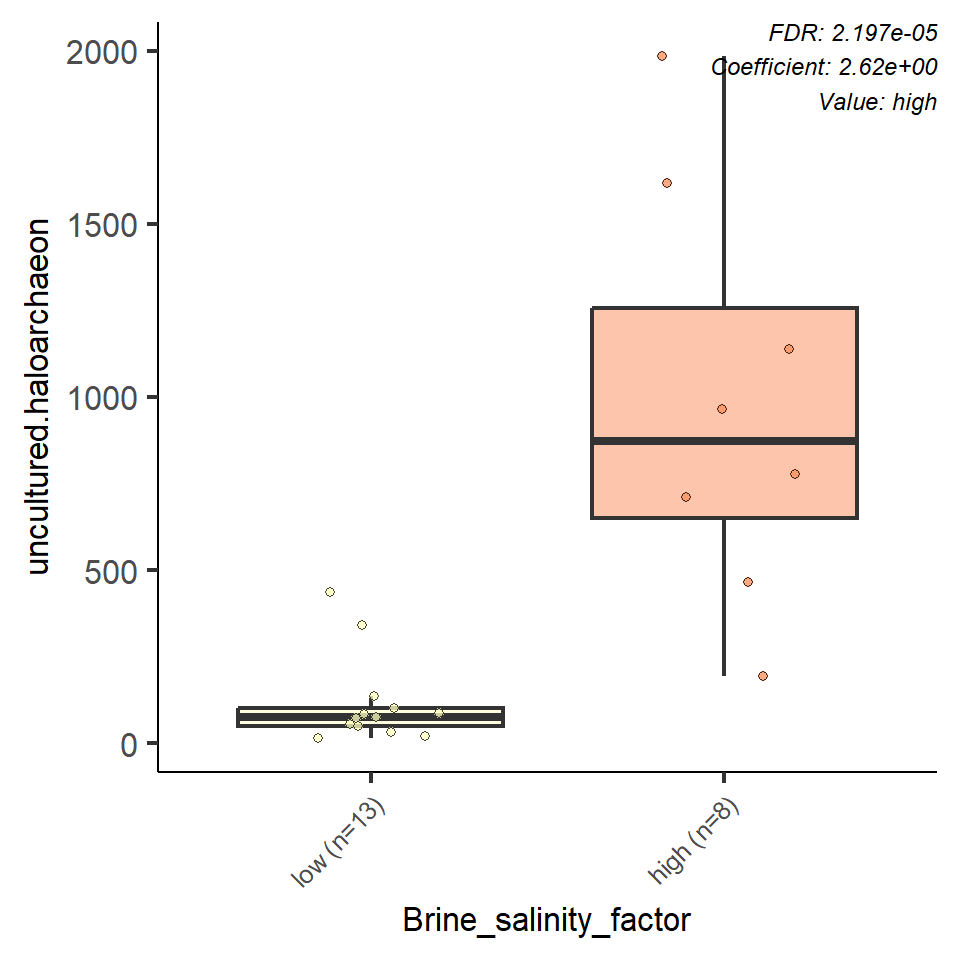 FDR: 2.197e-05
Coefficient: 2.62e+00
Value: high
2000
1500
1000
500
0
uncultured.haloarchaeon
low (n=13)
high (n=8)
Brine_salinity_factor